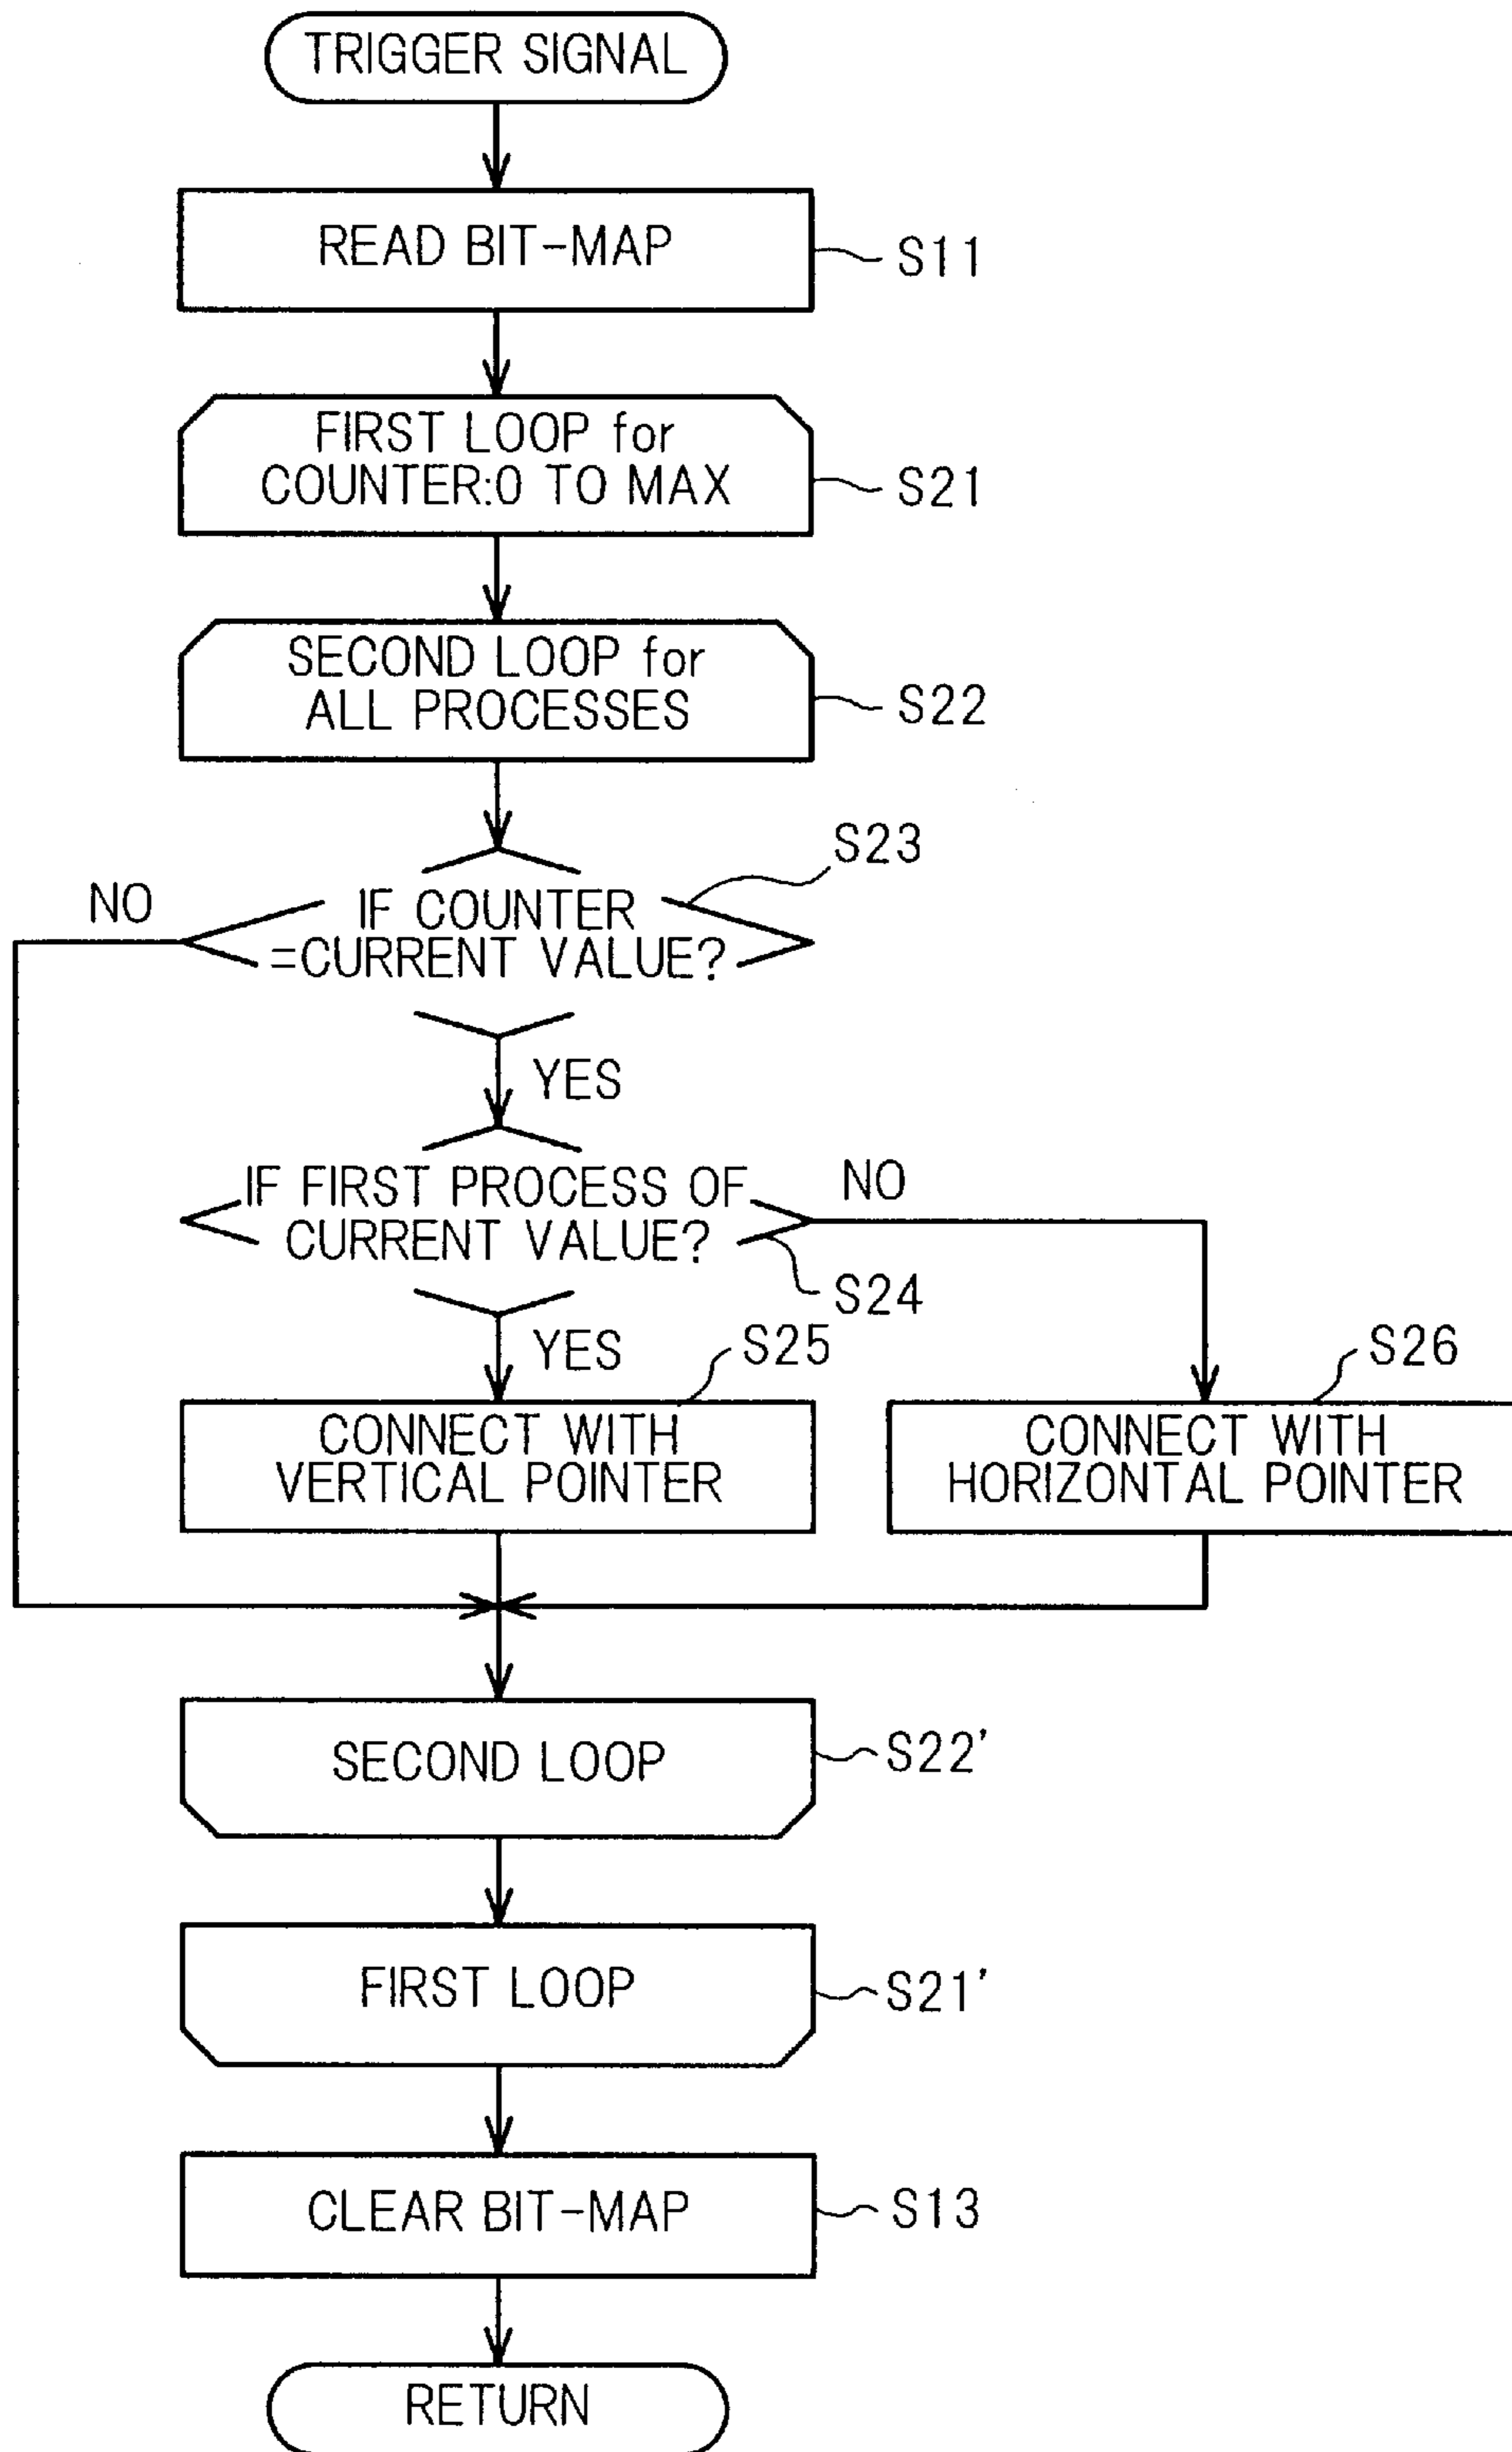 TRIGGER SIGNAL
READ BIT-MAP
S11
FIRST LOOP for
COUNTER:0 TO MAX
S21
SECOND LOOP for
ALL PROCESSES
S22
S23
NO
IF COUNTER
=CURRENT VALUE?
YES
IF FIRST PROCESS OF
CURRENT VALUE?
NO
S24
YES
S25
S26
CONNECT WITH
VERTICAL POINTER
CONNECT WITH
HORIZONTAL POINTER
SECOND LOOP
S22'
FIRST LOOP
S21'
CLEAR BIT-MAP
S13
RETURN